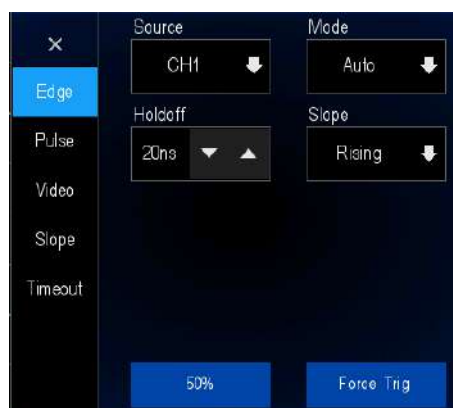 ×
Edge
Pulse
Video
Slope
Timeout
Source
Mode
CH1
Auto
Holdoff
Slope
20ns
Rising
50%
Force Trig